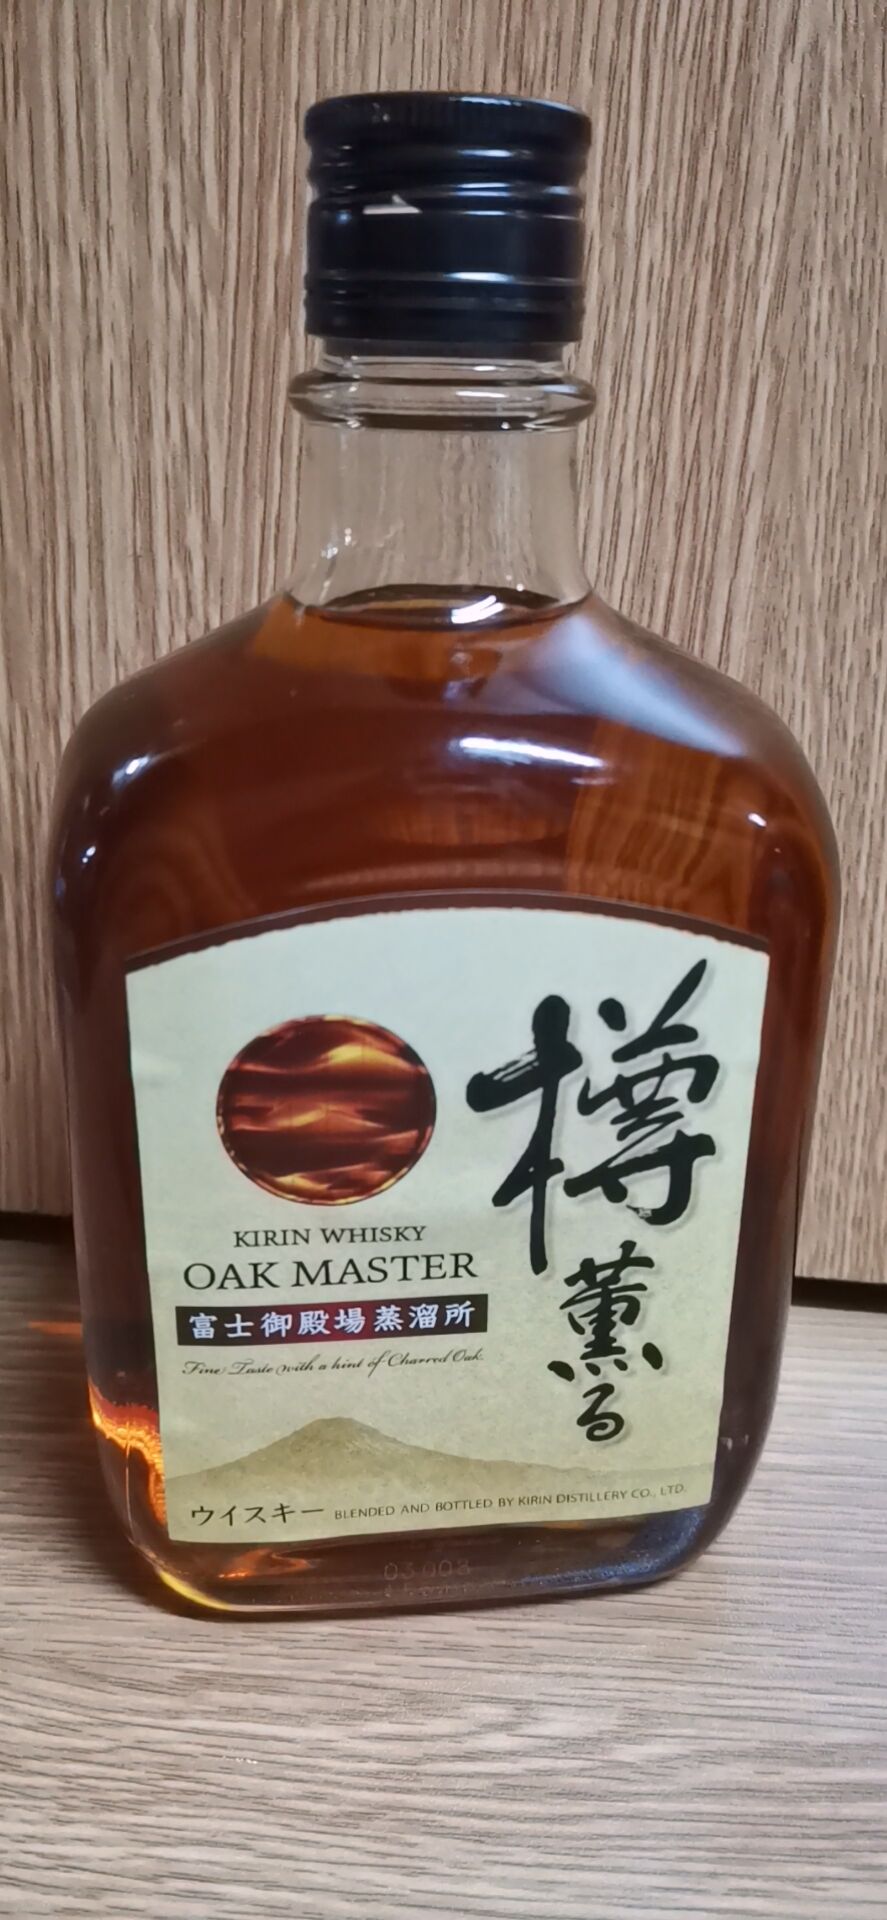 樽
薫る
KIRIN WHISKY
OAK MASTER
富士御殿場蒸溜所
Fine Taste with a hint of Charred Oak.
ウイスキー BLENDED AND BOTTLED BY KIRIN DISTILLERY CO., LTD.